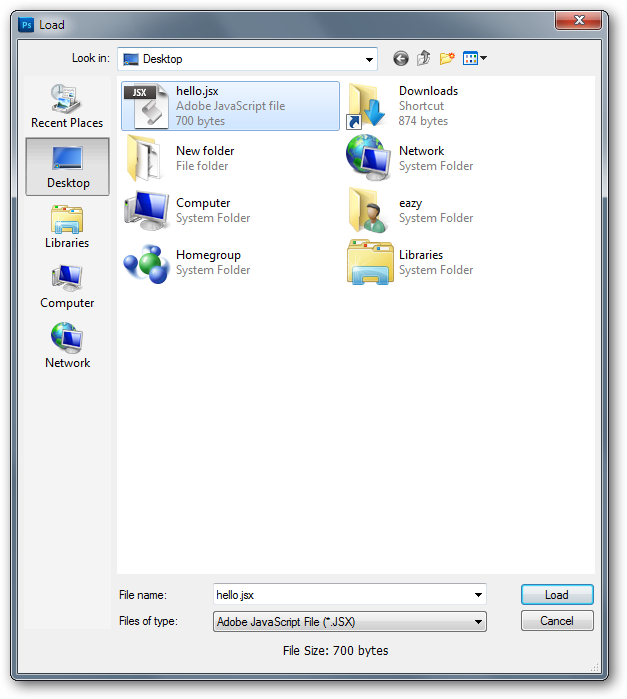 Ps Load
Look in: Desktop
Recent Places
Desktop
Libraries
Computer
Network
JSX
hello.jsx
Adobe JavaScript file
700 bytes
Downloads
Shortcut
874 bytes
New folder
File folder
Network
System Folder
Computer
System Folder
eazy
System Folder
Homegroup
System Folder
Libraries
System Folder
File name: hello.jsx Load
Files of type: Adobe JavaScript File (*.JSX) Cancel
File Size: 700 bytes